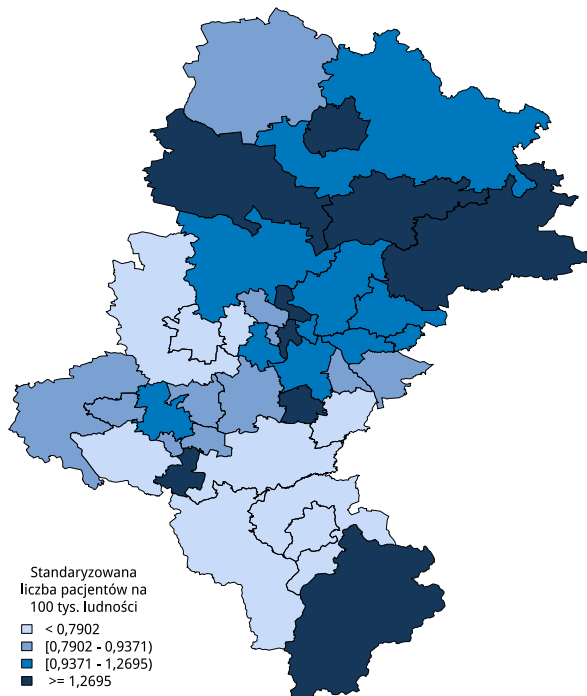 Standaryzowana
liczba pacjentów na
100 tys. ludności
< 0,7902
[0,7902 - 0,9371)
[0,9371 - 1,2695)
>= 1,2695